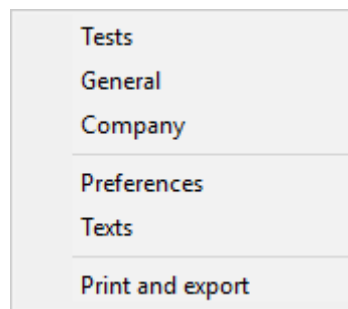 Tests
General
Company
Preferences
Texts
Print and export